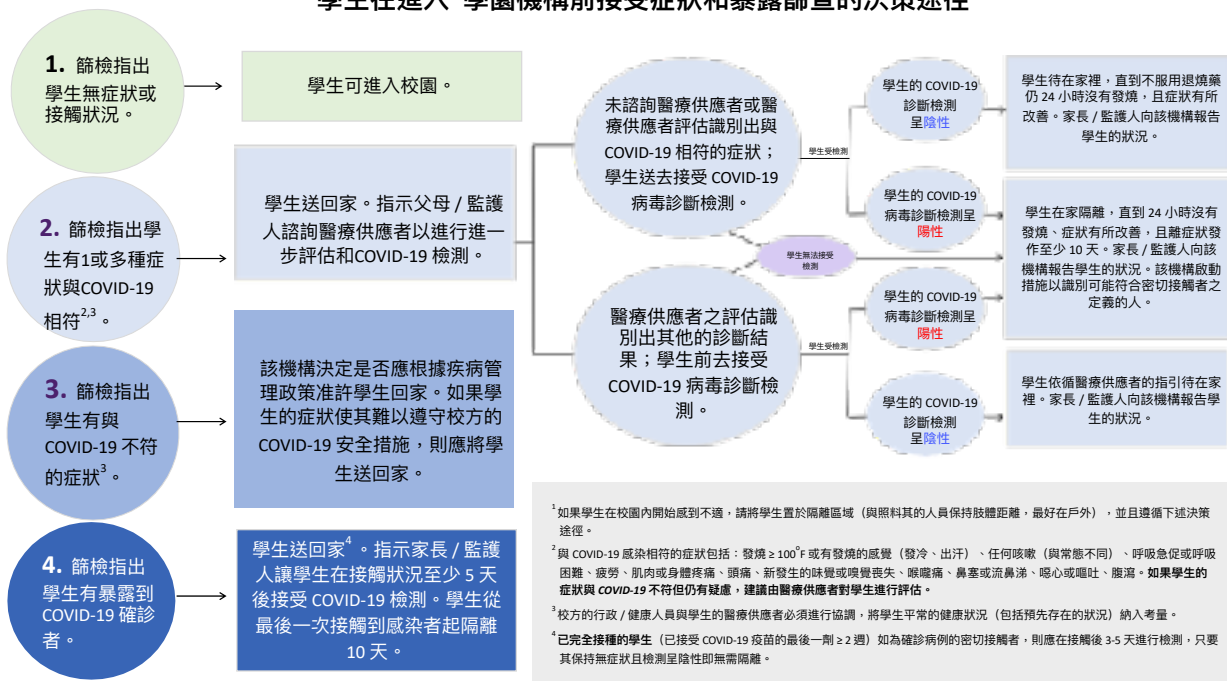 學生在進入 學園機構前接受症狀和暴露篩查的決策途徑
1. 篩檢指出
學生無症狀或
接觸狀況。
學生可進入校園。
2. 篩檢指出學
生有1或多種症
狀與COVID-19
相符2,3。
學生送回家。指示父母 / 監護
人諮詢醫療供應者以進行進一
步評估和COVID-19 檢測。
3. 篩檢指出
學生有與
COVID-19 不符
的症狀3。
該機構決定是否應根據疾病管
理政策准許學生回家。如果學
生的症狀使其難以遵守校方的
COVID-19 安全措施，則應將學
生送回家。
4. 篩檢指出
學生有暴露到
COVID-19 確診
者。
學生送回家4。指示家長 / 監護
人讓學生在接觸狀況至少 5 天
後接受 COVID-19 檢測。學生從
最後一次接觸到感染者起隔離
10 天。
未諮詢醫療供應者或醫
療供應者評估識別出與
COVID-19 相符的症狀；
學生送去接受 COVID-19
病毒診斷檢測。
學生受檢測
學生的 COVID-19
診斷檢測
呈陰性
學生待在家裡，直到不服用退燒藥
仍 24 小時沒有發燒，且症狀有所
改善。家長 / 監護人向該機構報告
學生的狀況。
學生的 COVID-19
病毒診斷檢測呈
陽性
學生無法接受
檢測
學生在家隔離，直到 24 小時沒有
發燒、症狀有所改善，且離症狀發
作至少 10 天。家長 / 監護人向該
機構報告學生的狀況。該機構啟動
措施以識別可能符合密切接觸者之
定義的人。
醫療供應者之評估識
別出其他的診斷結
果；學生前去接受
COVID-19 病毒診斷檢
測。
學生受檢測
學生的 COVID-19
病毒診斷檢測呈
陽性
學生的 COVID-19
診斷檢測
呈陰性
學生依循醫療供應者的指引待在家
裡。家長 / 監護人向該機構報告學
生的狀況。
1如果學生在校園內開始感到不適，請將學生置於隔離區域（與照料其的人員保持肢體距離，最好在戶外），並且遵循下述決策
途徑。
2與 COVID-19 感染相符的症狀包括：發燒 ≥ 100⁰F 或有發燒的感覺（發冷、出汗）、任何咳嗽（與常態不同）、呼吸急促或呼吸
困難、疲勞、肌肉或身體疼痛、頭痛、新發生的味覺或嗅覺喪失、喉嚨痛、鼻塞或流鼻涕、噁心或嘔吐、腹瀉。如果學生的
症狀與 COVID-19 不符但仍有疑慮，建議由醫療供應者對學生進行評估。
3校方的行政 / 健康人員與學生的醫療供應者必須進行協調，將學生平常的健康狀況（包括預先存在的狀況）納入考量。
4已完全接種的學生（已接受 COVID-19 疫苗的最後一劑 ≥ 2 週）如為確診病例的密切接觸者，則應在接觸後 3-5 天進行檢測，只要
其保持無症狀且檢測呈陰性即無需隔離。